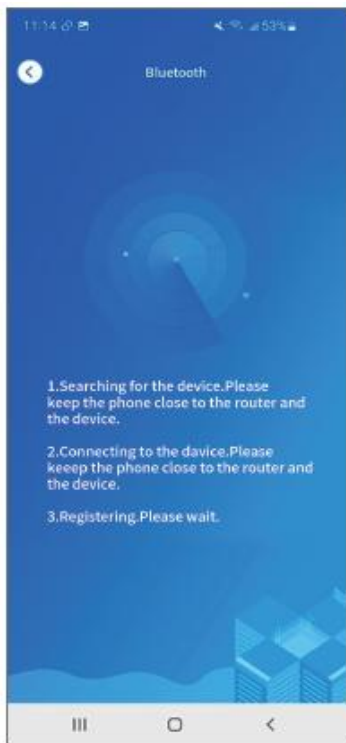 11:14
53%
Bluetooth
1.Searching for the device.Please
keep the phone close to the router and
the device.
2.Connecting to the davice.Please
keeep the phone close to the router and
the device.
3.Registering.Please wait.